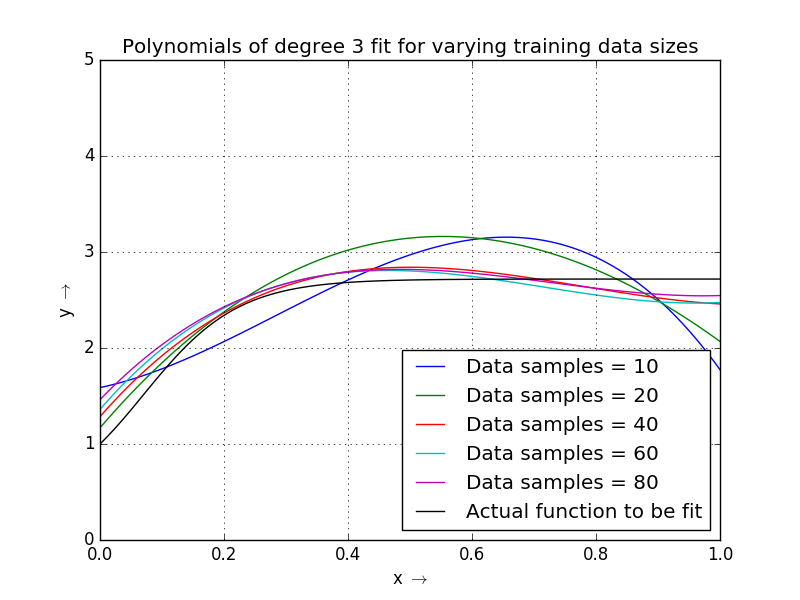 Polynomials of degree 3 fit for varying training data sizes
5
4
3
2
1
0
y →
Data samples = 10
Data samples = 20
Data samples = 40
Data samples = 60
Data samples = 80
Actual function to be fit
0.0 0.2 0.4 0.6 0.8 1.0
x →